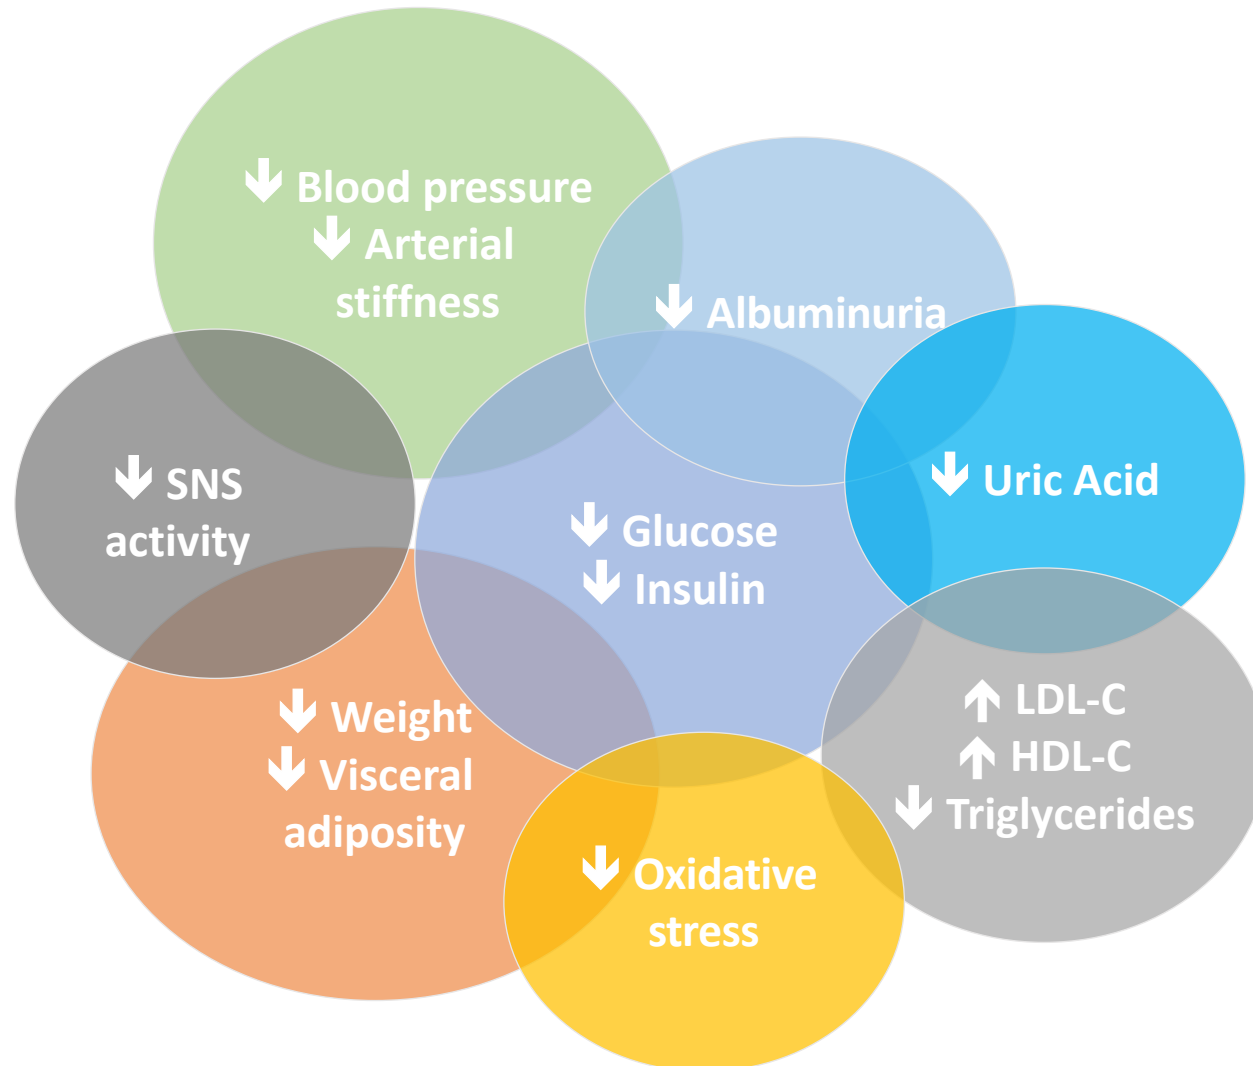 🡻 Blood pressure
🡻 Arterial
stiffness
🡻 Albuminuria
🡻 SNS
activity
🡻 Uric Acid
🡻 Glucose
🡻 Insulin
🡻 Weight
🡻 Visceral
adiposity
🡹 LDL-C
🡹 HDL-C
🡻 Triglycerides
🡻 Oxidative
stress